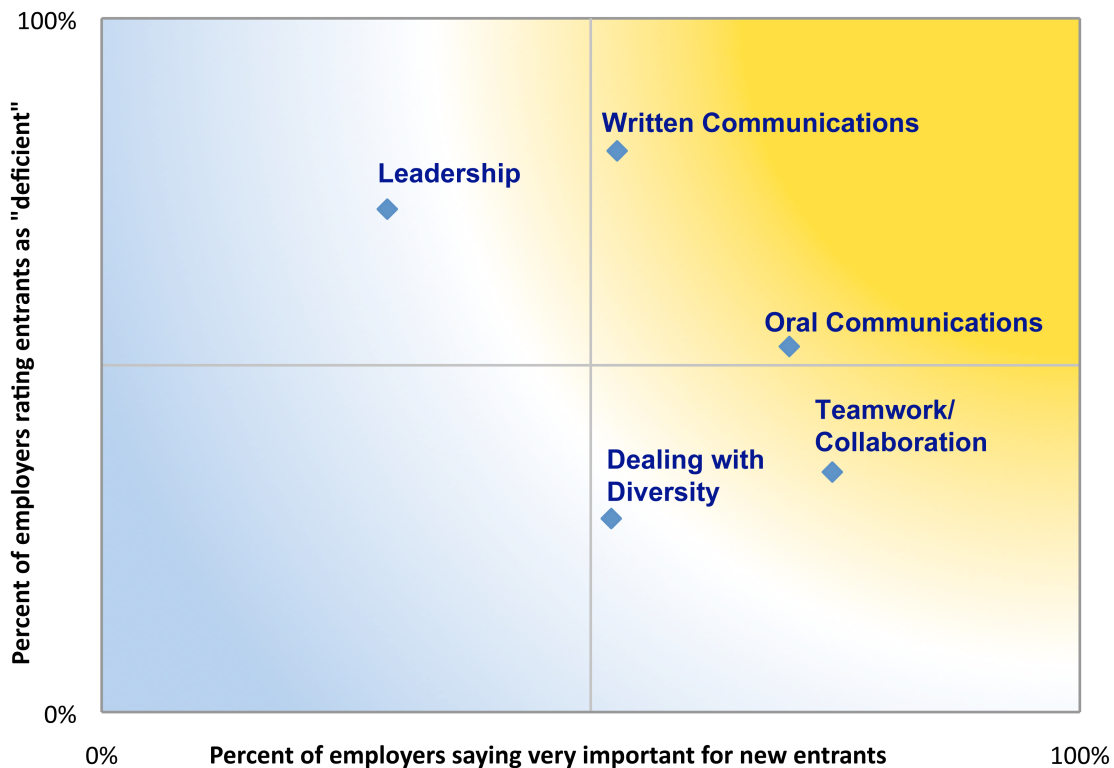 100%
Written Communications
Leadership
Oral Communications
Teamwork/
Collaboration
Dealing with
Diversity
Percent of employers rating entrants as "deficient"
0%
0%
Percent of employers saying very important for new entrants
100%